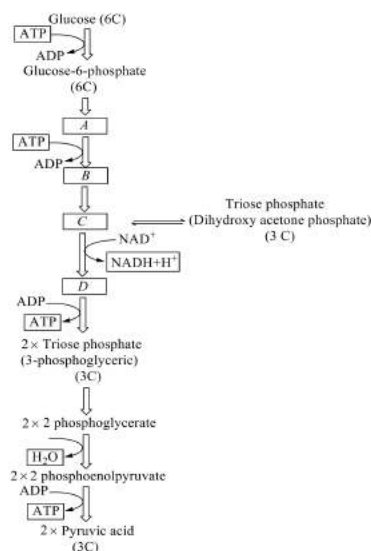 Glucose (6C)
ATP
ADP
Glucose-6-phosphate
(6C)
A
ATP
ADP
B
C
Triose phosphate
(Dihydroxy acetone phosphate)
(3 C)
NAD⁺
NADH+H⁺
D
ADP
ATP
2× Triose phosphate
(3-phosphoglyceric)
(3C)
2× 2 phosphoglycerate
H₂O
2×2 phosphoenolpyruvate
ADP
ATP
2× Pyruvic acid
(3C)